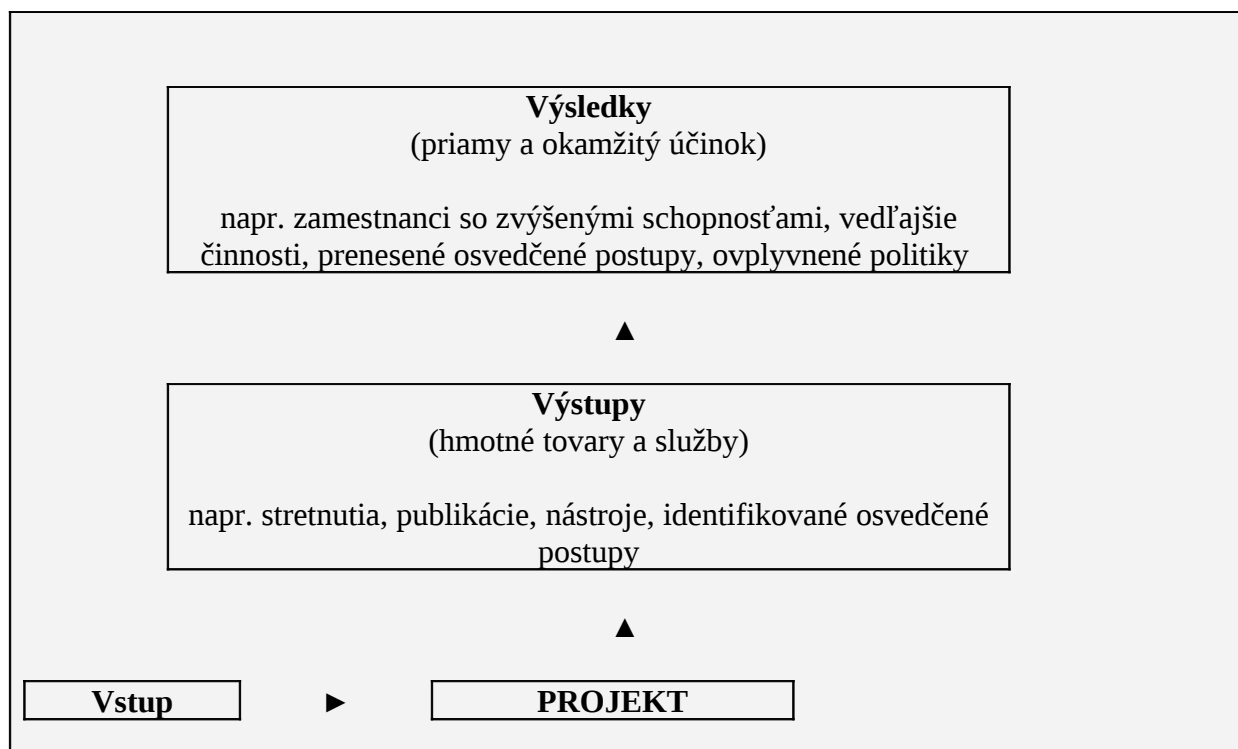 Výsledky
(priamy a okamžitý účinok)
napr. zamestnanci so zvýšenými schopnosťami, vedľajšie
činnosti, prenesené osvedčené postupy, ovplyvnené politiky
▲
Výstupy
(hmotné tovary a služby)
napr. stretnutia, publikácie, nástroje, identifikované osvedčené
postupy
▲
Vstup ► PROJEKT